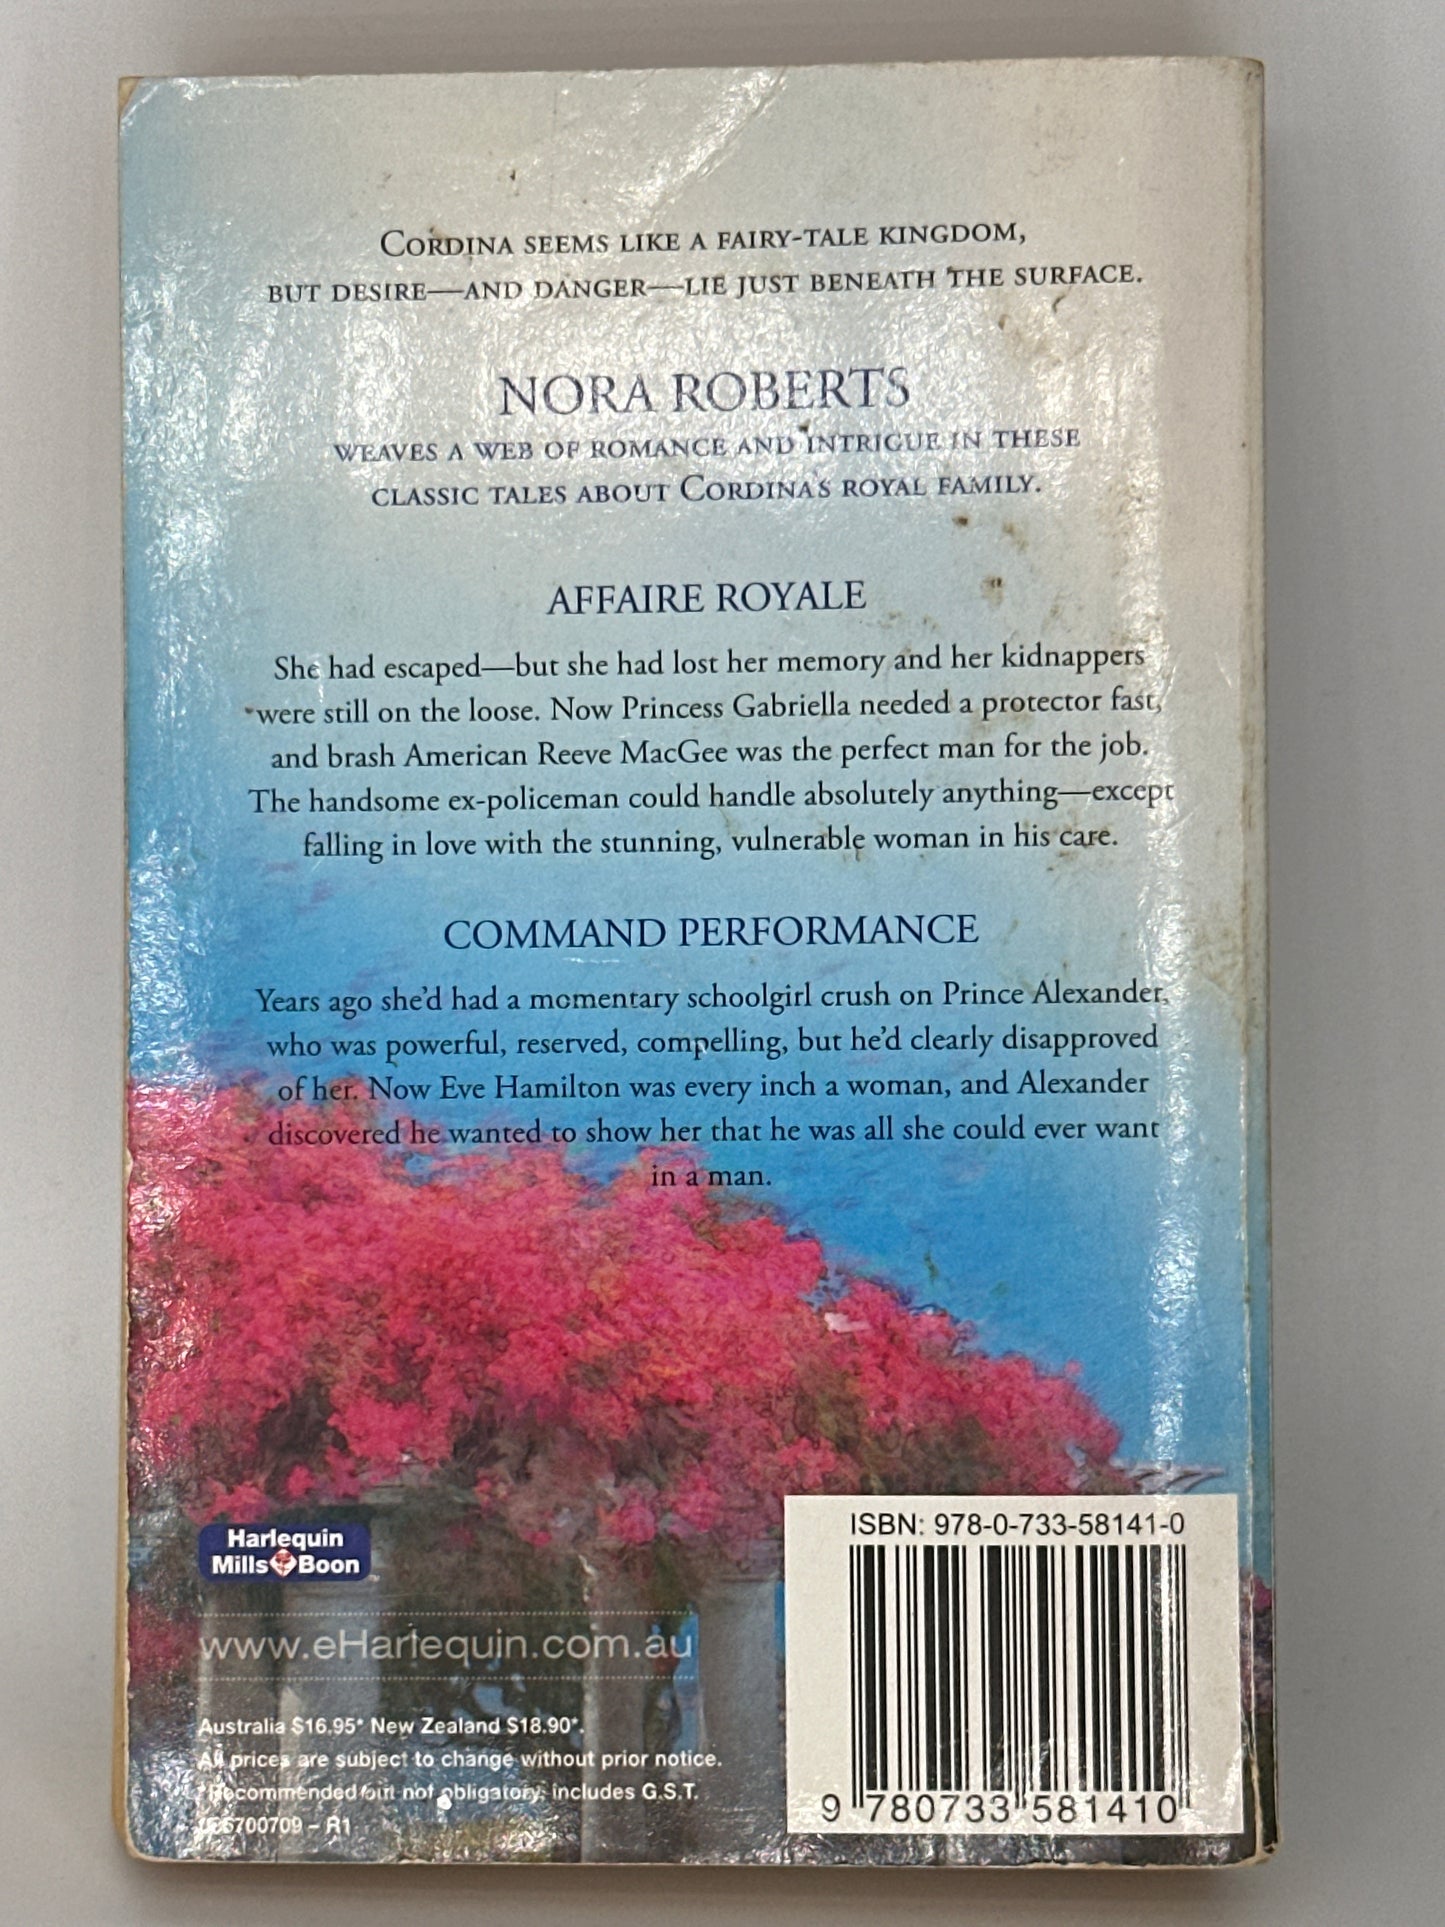 CORDINA SEEMS LIKE A FAIRY-TALE KINGDOM,
BUT DESIRE—AND DANGER—LIE JUST BENEATH THE SURFACE.
NORA ROBERTS
WEAVES A WEB OF ROMANCE AND INTRIGUE IN THESE
CLASSIC TALES ABOUT CORDINA'S ROYAL FAMILY.
AFFAIRE ROYALE
She had escaped—but she had lost her memory and her kidnappers
were still on the loose. Now Princess Gabriella needed a protector fast,
and brash American Reeve MacGee was the perfect man for the job.
The handsome ex-policeman could handle absolutely anything—except
falling in love with the stunning, vulnerable woman in his care.
COMMAND PERFORMANCE
Years ago she'd had a momentary schoolgirl crush on Prince Alexander,
who was powerful, reserved, compelling, but he'd clearly disapproved
of her. Now Eve Hamilton was every inch a woman, and Alexander
discovered he wanted to show her that he was all she could ever want
in a man.
Harlequin
Mills & Boon
www.eHarlequin.com.au
Australia $16.95* New Zealand $18.90*.
All prices are subject to change without prior notice.
*Recommended but not obligatory, includes G.S.T.
700709 – R1
ISBN: 978-0-733-58141-0
9 780733 581410